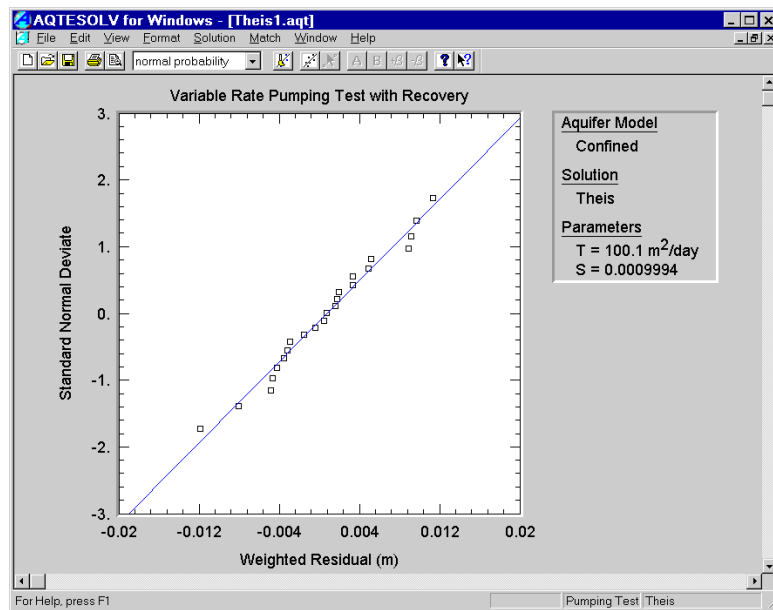 AQTESOLV for Windows - [Theis1.aqt]
File Edit View Format Solution Match Window Help
normal probability
A B +ß -ß ? ?
Variable Rate Pumping Test with Recovery
3.
2.
1.
0.
-1.
-2.
-3.
Standard Normal Deviate
-0.02 -0.012 -0.004 0.004 0.012 0.02
Weighted Residual (m)
Aquifer Model
Confined
Solution
Theis
Parameters
T = 100.1 m²/day
S = 0.0009994
For Help, press F1
Pumping Test Theis